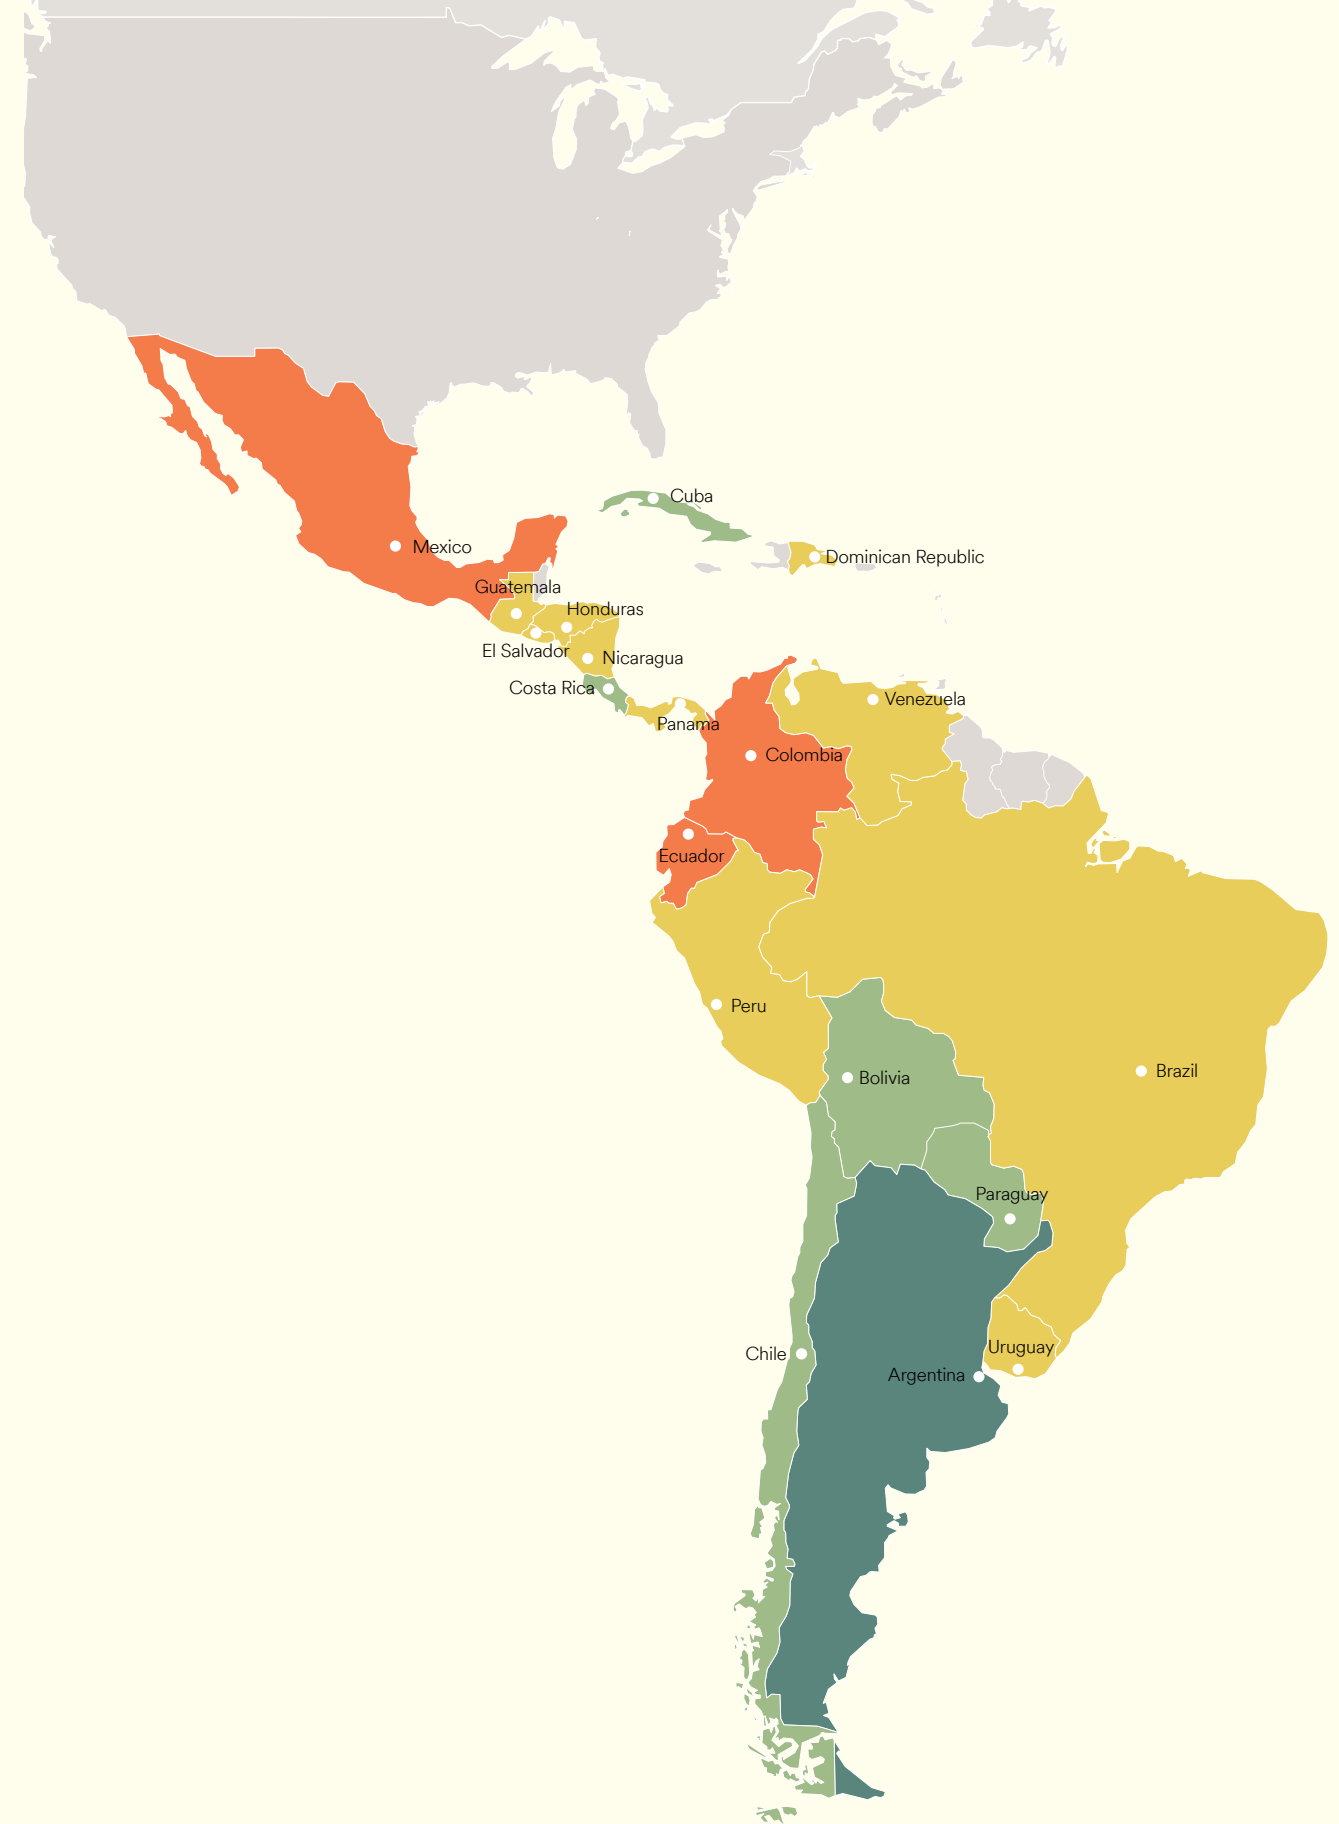 Cuba
Mexico
Dominican Republic
Guatemala
Honduras
El Salvador
Nicaragua
Costa Rica
Venezuela
Panama
Colombia
Ecuador
Peru
Brazil
Bolivia
Paraguay
Uruguay
Chile
Argentina